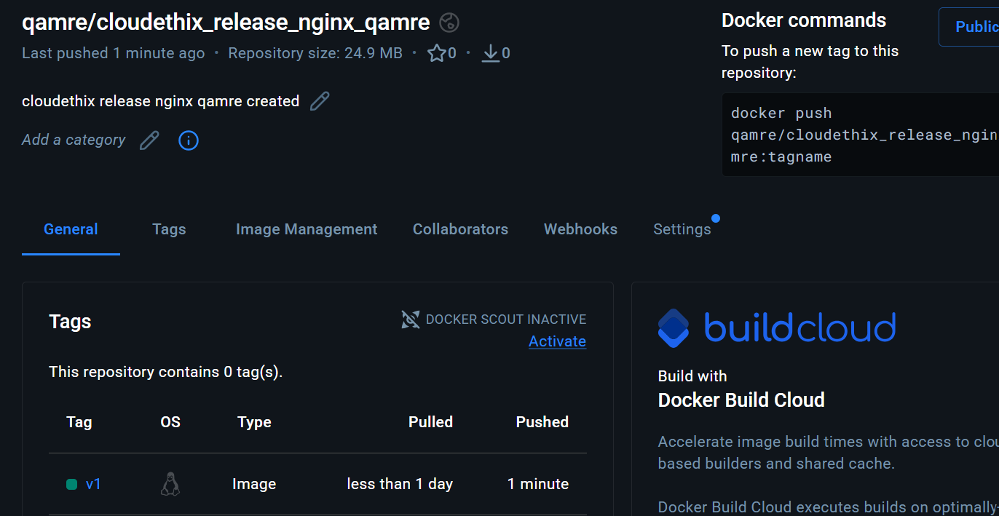 qamre/cloudethix_release_nginx_qamre
Last pushed 1 minute ago • Repository size: 24.9 MB • 0 • 0
cloudethix release nginx qamre created
Add a category
Docker commands
Public
To push a new tag to this
repository:
docker push
qamre/cloudethix_release_ngin
mre:tagname
General
Tags
Image Management
Collaborators
Webhooks
Settings
Tags
DOCKER SCOUT INACTIVE
Activate
This repository contains 0 tag(s).
Tag OS Type Pulled Pushed
v1 Image less than 1 day 1 minute
buildcloud
Build with
Docker Build Cloud
Accelerate image build times with access to clou
based builders and shared cache.
Docker Build Cloud executes builds on optimally-